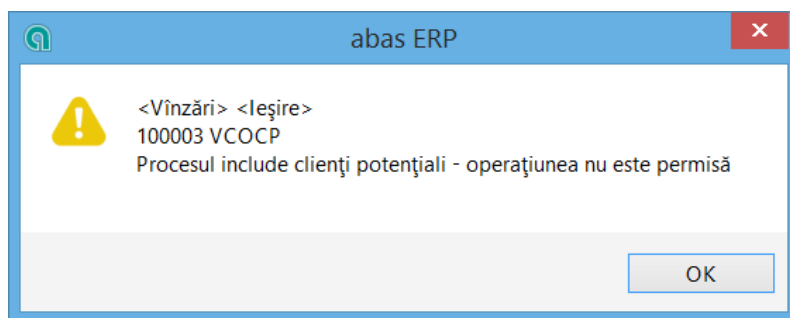 abas ERP
<Vînzări> <Ieşire>
100003 VCOCP
Procesul include clienţi potenţiali - operaţiunea nu este permisă
OK